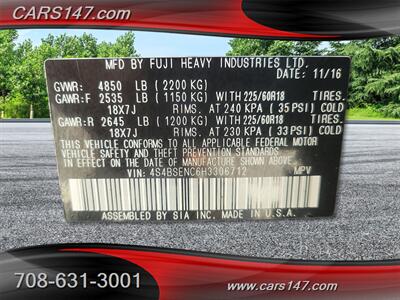 CARS147.com
MFD BY FUJI HEAVY INDUSTRIES LTD.
DATE: 11/16
GVWR: 4850 LB (2200 KG)
GAWR:F 2535 LB (1150 KG) WITH 225/60R18 TIRES.
18X7J RIMS. AT 240 KPA (35 PSI) COLD
GAWR:R 2645 LB (1200 KG) WITH 225/60R18 TIRES.
18X7J RIMS. AT 230 KPA (33 PSI) COLD
THIS VEHICLE CONFORMS TO ALL APPLICABLE FEDERAL MOTOR
VEHICLE SAFETY, BUMPER, AND THEFT PREVENTION STANDARDS
IN EFFECT ON THE DATE OF MANUFACTURE SHOWN ABOVE.
VIN: 4S4BSENC6H3306712 MPV
ASSEMBLED BY SIA INC. MADE IN U.S.A.
708-631-3001
CARS147.com